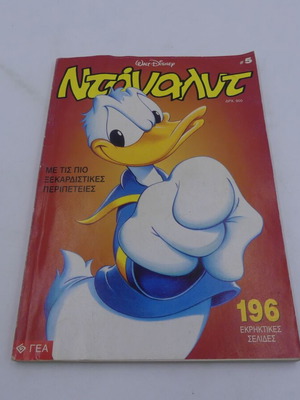 Walt Disney
#5
Ντόναλντ
ΜΕ ΤΙΣ ΠΙΟ
ΞΕΚΑΡΔΙΣΤΙΚΕΣ
ΠΕΡΙΠΕΤΕΙΕΣ
196
ΕΚΡΗΚΤΙΚΕΣ
ΣΕΛΙΔΕΣ
ΓΕΑ